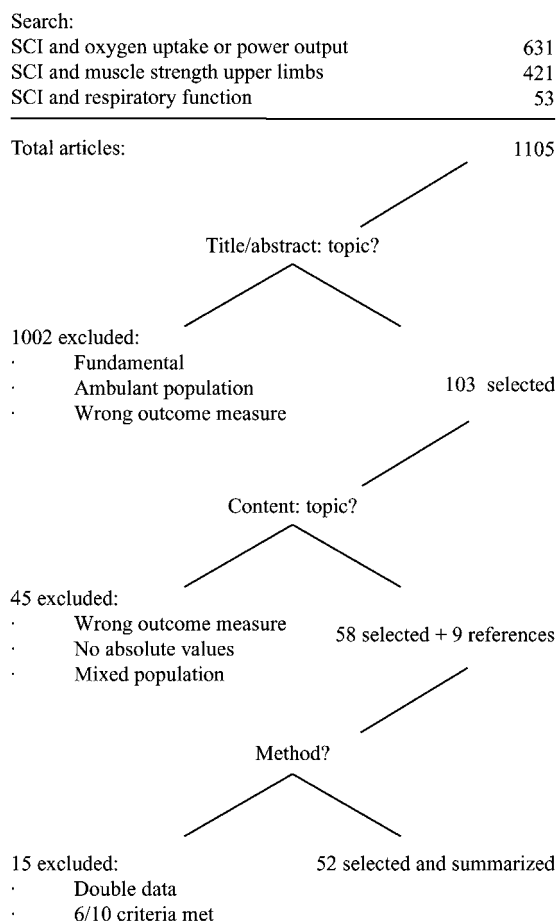 Search:
SCI and oxygen uptake or power output 631
SCI and muscle strength upper limbs 421
SCI and respiratory function 53
Total articles: 1105
Title/abstract: topic?
1002 excluded:
· Fundamental
· Ambulant population
· Wrong outcome measure
103 selected
Content: topic?
45 excluded:
· Wrong outcome measure
· No absolute values
· Mixed population
58 selected + 9 references
Method?
15 excluded:
· Double data
· 6/10 criteria met
52 selected and summarized